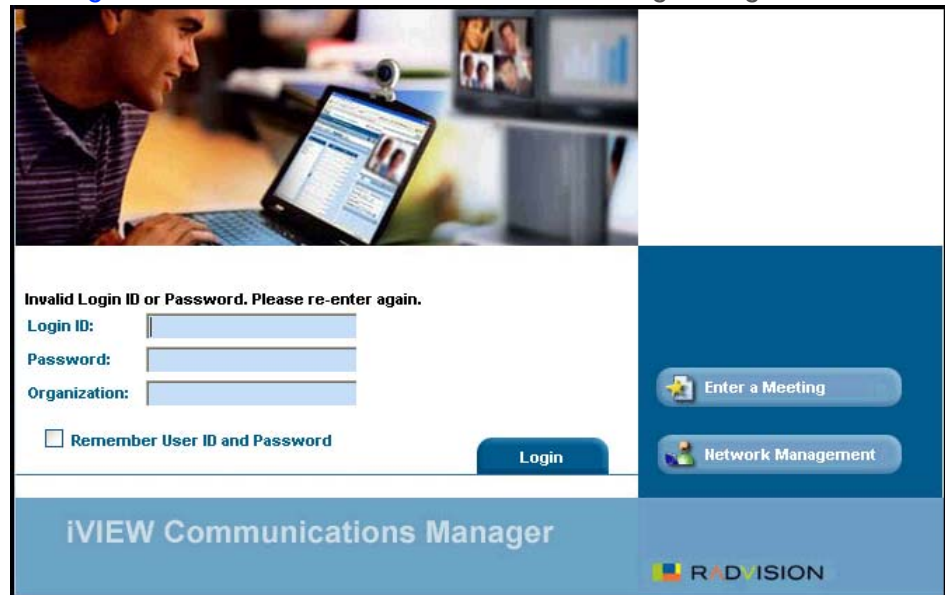 Invalid Login ID or Password. Please re-enter again.
Login ID:
Password:
Organization:
Remember User ID and Password
Login
Enter a Meeting
Network Management
iVIEW Communications Manager
RADVISION